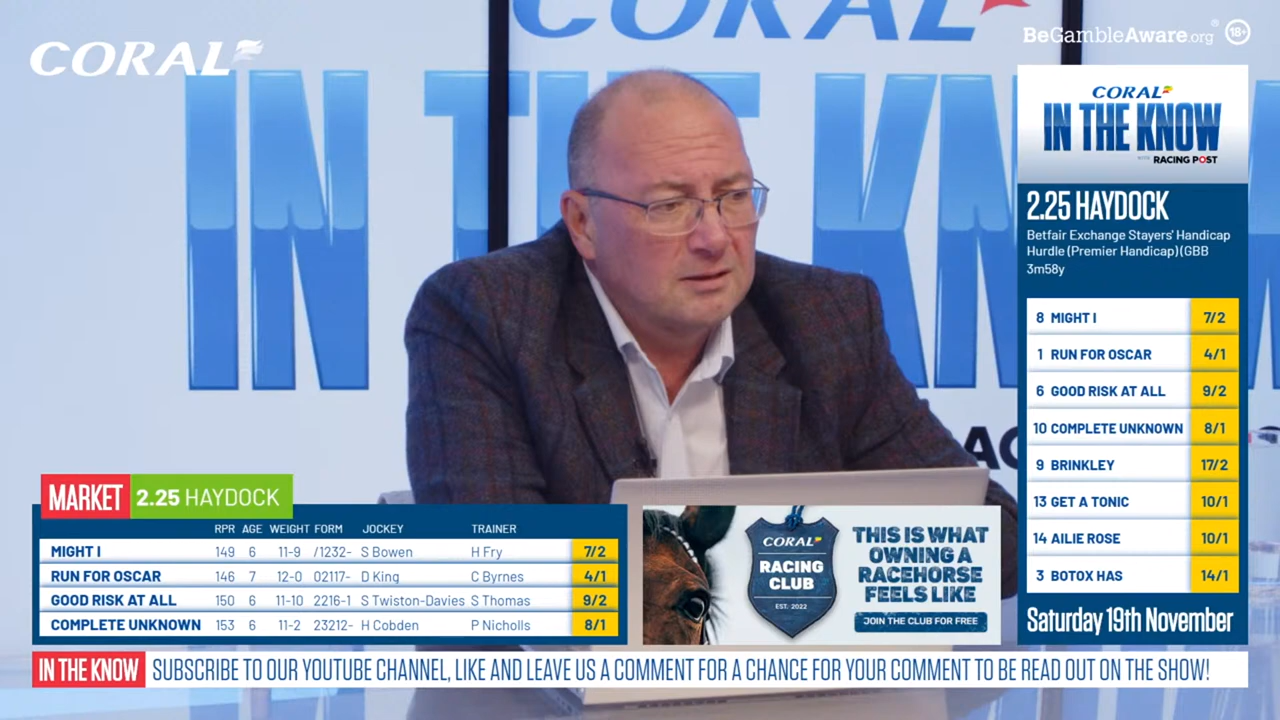 CORAL
CORAL
IN THE KNOW
BeGambleAware.org® 18+
CORAL
IN THE KNOW
WITH RACING POST
2.25 HAYDOCK
Betfair Exchange Stayers' Handicap
Hurdle (Premier Handicap) (GBB
3m58y
8 MIGHT I 7/2
1 RUN FOR OSCAR 4/1
6 GOOD RISK AT ALL 9/2
10 COMPLETE UNKNOWN 8/1
9 BRINKLEY 17/2
13 GET A TONIC 10/1
14 AILIE ROSE 10/1
3 BOTOX HAS 14/1
Saturday 19th November
MARKET 2.25 HAYDOCK
RPR AGE WEIGHT FORM JOCKEY TRAINER
MIGHT I 149 6 11-9 /1232- S Bowen H Fry 7/2
RUN FOR OSCAR 146 7 12-0 02117- D King C Byrnes 4/1
GOOD RISK AT ALL 150 6 11-10 2216-1 S Twiston-Davies S Thomas 9/2
COMPLETE UNKNOWN 153 6 11-2 23212- H Cobden P Nicholls 8/1
CORAL
RACING
CLUB
EST. 2022
THIS IS WHAT
OWNING A
RACEHORSE
FEELS LIKE
JOIN THE CLUB FOR FREE
IN THE KNOW SUBSCRIBE TO OUR YOUTUBE CHANNEL, LIKE AND LEAVE US A COMMENT FOR A CHANCE FOR YOUR COMMENT TO BE READ OUT ON THE SHOW!